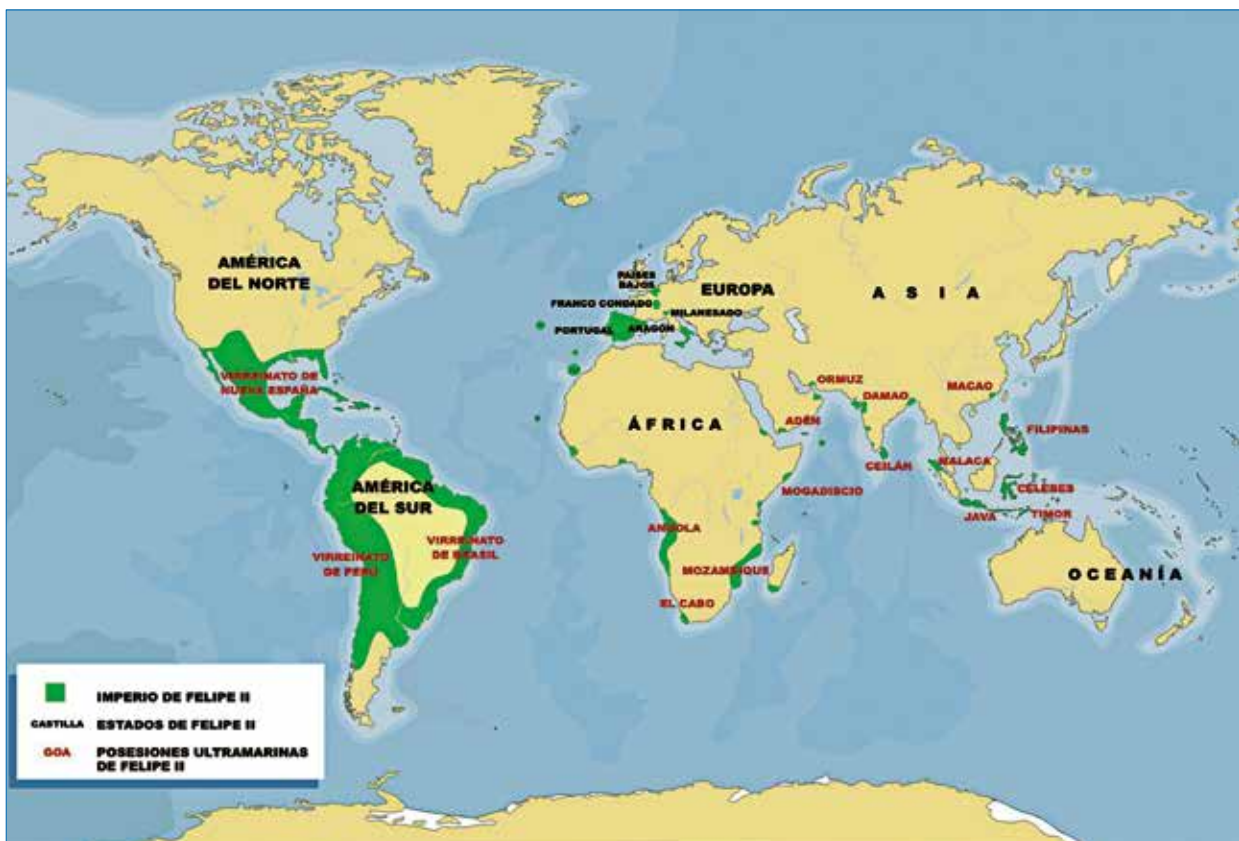 AMÉRICA
DEL NORTE
PAÍSES
BAJOS
EUROPA
A S I A
FRANCO CONDADO
MILANESADO
PORTUGAL
ARAGÓN
VIRREINATO DE
NUEVA ESPAÑA
ORMUZ
DAMAO
MACAO
ADÉN
ÁFRICA
FILIPINAS
CEILÁN
MALACA
AMÉRICA
DEL SUR
MOGADISCIO
CÉLEBES
JAVA
TIMOR
ANGOLA
VIRREINATO
DE BRASIL
VIRREINATO
DE PERÚ
MOZAMBIQUE
OCEANÍA
EL CABO
IMPERIO DE FELIPE II
CASTILLA ESTADOS DE FELIPE II
GOA POSESIONES ULTRAMARINAS
DE FELIPE II